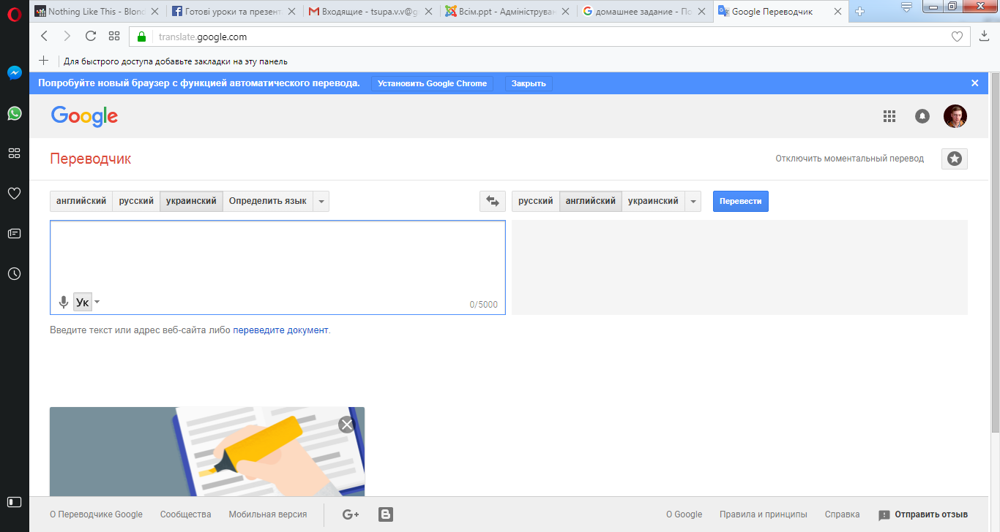 Nothing Like This - Blond
Готові уроки та презент
Входящие - tsupa.v.v@g
Всім.ppt - Адмініструван
домашнее задание - По
Google Переводчик
translate.google.com
Для быстрого доступа добавьте закладки на эту панель
Попробуйте новый браузер с функцией автоматического перевода. Установить Google Chrome Закрыть
Google
Переводчик
Отключить моментальный перевод
английский русский украинский Определить язык
русский английский украинский Перевести
Ук
0/5000
Введите текст или адрес веб-сайта либо переведите документ.
О Переводчике Google Сообщества Мобильная версия G+ О Google Правила и принципы Справка Отправить отзыв